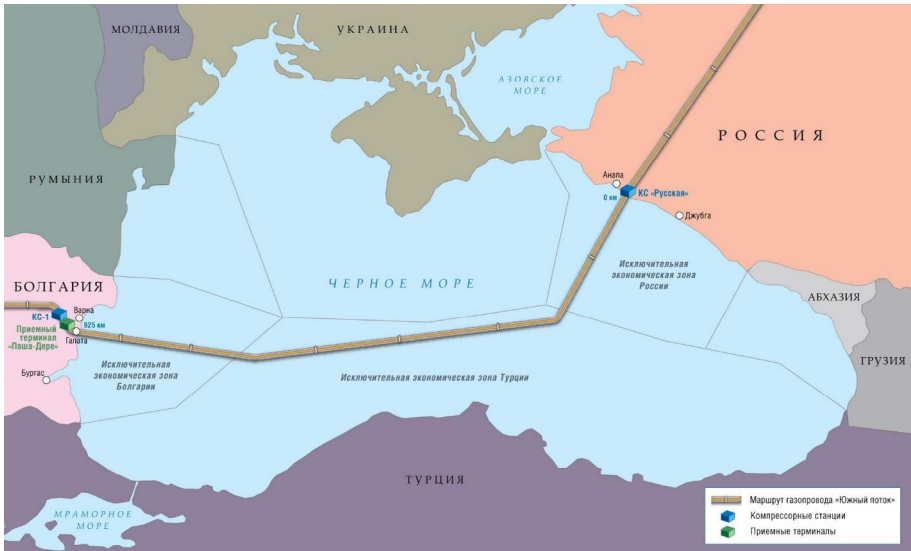 МОЛДАВИЯ
УКРАИНА
АЗОВСКОЕ
МОРЕ
РОССИЯ
РУМЫНИЯ
Анапа
0 км
КС «Русская»
Джубга
Исключительная
экономическая зона
России
ЧЕРНОЕ МОРЕ
БОЛГАРИЯ
АБХАЗИЯ
КС-1
Варна
925 км
Приемный
терминал
«Паша-Дере»
Галата
ГРУЗИЯ
Бургас
Исключительная
экономическая зона
Болгарии
Исключительная экономическая зона Турции
ТУРЦИЯ
МРАМОРНОЕ
МОРЕ
Маршрут газопровода «Южный поток»
Компрессорные станции
Приемные терминалы